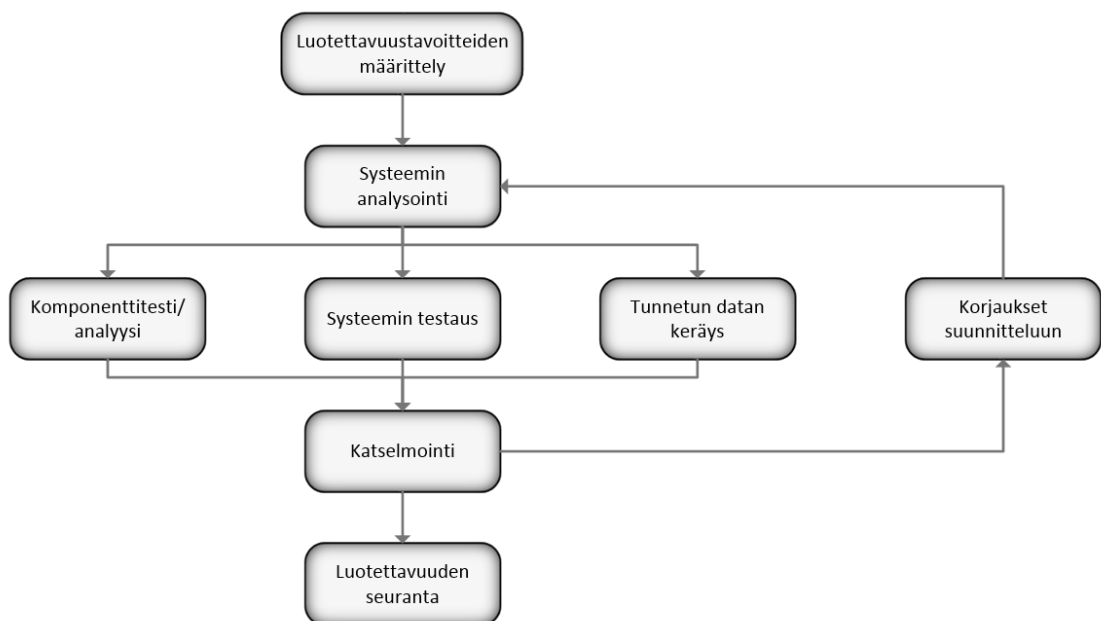 Luotettavuustavoitteiden
määrittely
Systeemin
analysointi
Komponenttitesti/
analyysi
Systeemin testaus
Tunnetun datan
keräys
Korjaukset
suunnitteluun
Katselmointi
Luotettavuuden
seuranta